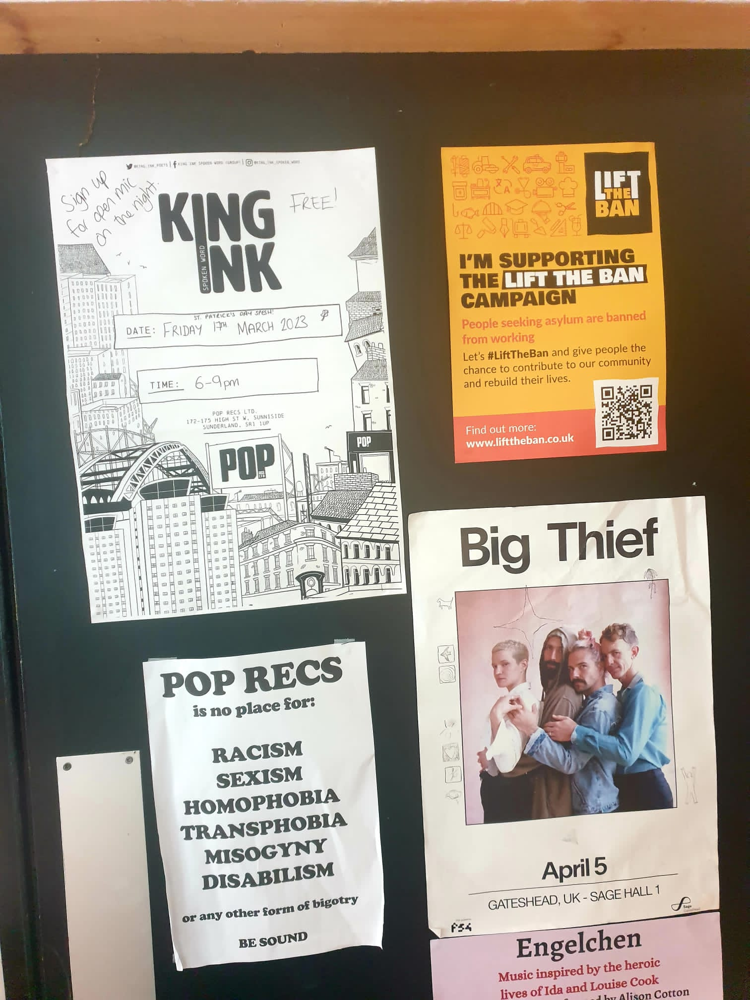 @KING_INK_POETS | KING INK SPOKEN WORD (GROUP) | @KING_INK_SPOKEN_WORD
Sign up
for open mic
on the night.
FREE!
KING
SPOKEN WORD
INK
ST. PATRICK'S DAY SPESH!
DATE: FRIDAY 17TH MARCH 2023
TIME: 6-9pm
POP RECS LTD.
172-175 HIGH ST W, SUNNISIDE
SUNDERLAND, SR1 1UP
POP
POP
LIFT
THE
BAN
I'M SUPPORTING
THE LIFT THE BAN
CAMPAIGN
People seeking asylum are banned
from working
Let's #LiftTheBan and give people the
chance to contribute to our community
and rebuild their lives.
Find out more:
www.lifttheban.co.uk
POP RECS
is no place for:
RACISM
SEXISM
HOMOPHOBIA
TRANSPHOBIA
MISOGYNY
DISABILISM
or any other form of bigotry
BE SOUND
Big Thief
April 5
GATESHEAD, UK - SAGE HALL 1
Sage
Gateshead
Engelchen
Music inspired by the heroic
lives of Ida and Louise Cook
by Alison Cotton